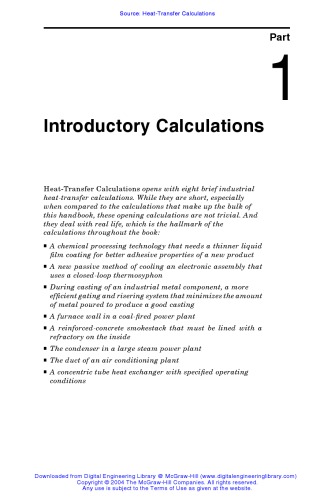 Source: Heat-Transfer Calculations
Part
1
Introductory Calculations
Heat-Transfer Calculations opens with eight brief industrial
heat-transfer calculations. While they are short, especially
when compared to the calculations that make up the bulk of
this handbook, these opening calculations are not trivial. And
they deal with real life, which is the hallmark of the
calculations throughout the book:
■ A chemical processing technology that needs a thinner liquid
film coating for better adhesive properties of a new product
■ A new passive method of cooling an electronic assembly that
uses a closed-loop thermosyphon
■ During casting of an industrial metal component, a more
efficient gating and risering system that minimizes the amount
of metal poured to produce a good casting
■ A furnace wall in a coal-fired power plant
■ A reinforced-concrete smokestack that must be lined with a
refractory on the inside
■ The condenser in a large steam power plant
■ The duct of an air conditioning plant
■ A concentric tube heat exchanger with specified operating
conditions
Downloaded from Digital Engineering Library @ McGraw-Hill (www.digitalengineeringlibrary.com)
Copyright © 2004 The McGraw-Hill Companies. All rights reserved.
Any use is subject to the Terms of Use as given at the website.